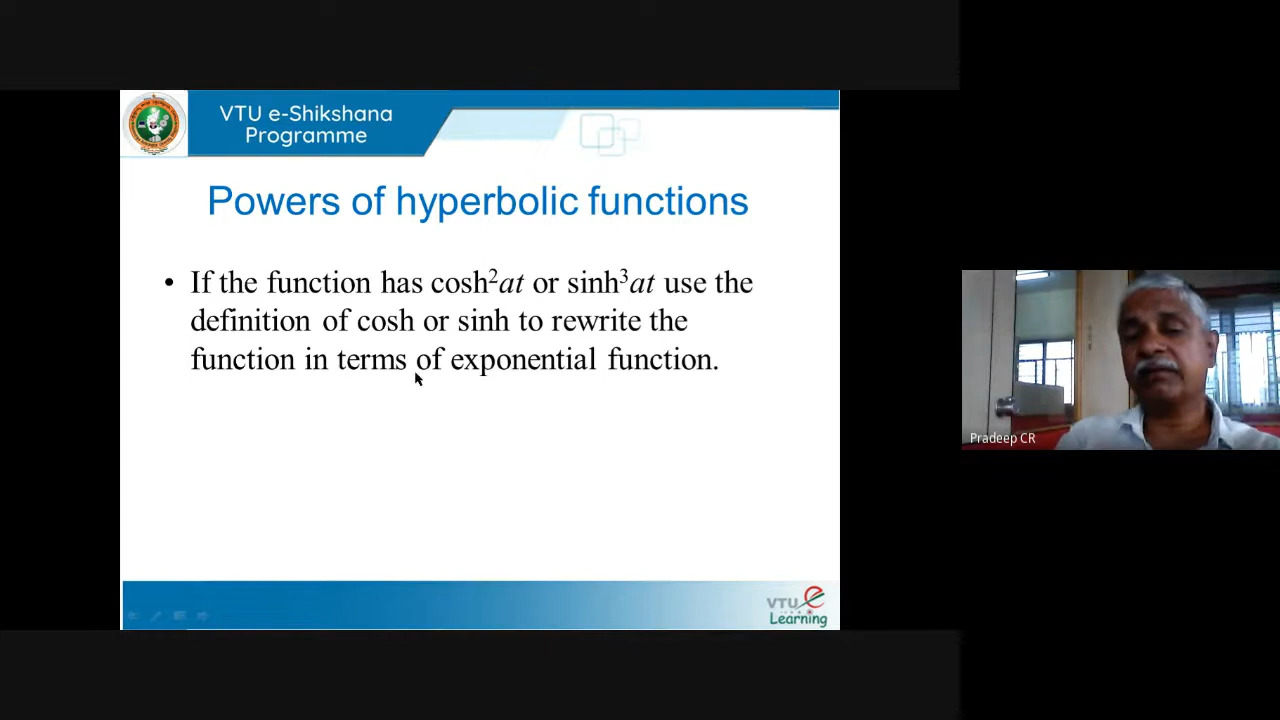 VTU e-Shikshana
Programme
Powers of hyperbolic functions
• If the function has cosh²at or sinh³at use the
definition of cosh or sinh to rewrite the
function in terms of exponential function.
Pradeep CR
VTU e
Learning